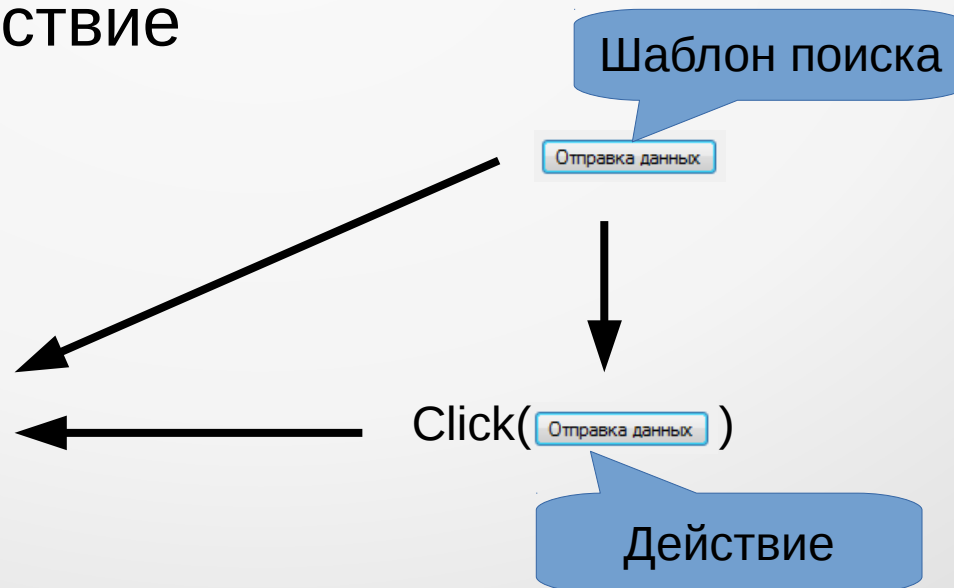 ствие
Шаблон поиска
Отправка данных
Click( Отправка данных )
Действие